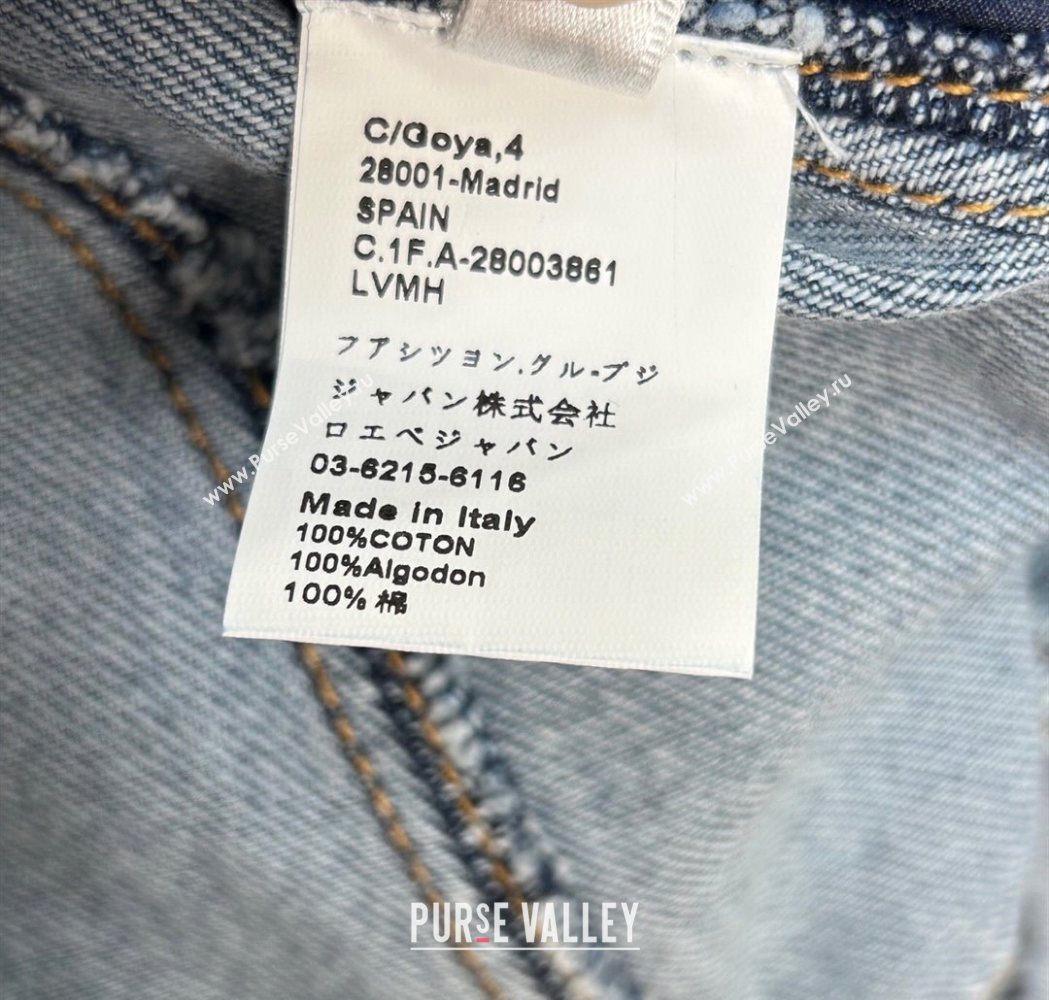 C/Goya,4
28001-Madrid
SPAIN
C.1F.A-28003861
LVMH
フアシツヨン.グループジ
ジャパン株式会社
ロエベジャパン
03-6215-6116
Made in Italy
100%COTON
100%Algodon
100% 棉
www.PurseValley.ru
www.PurseValley.ru
PURSE VALLEY